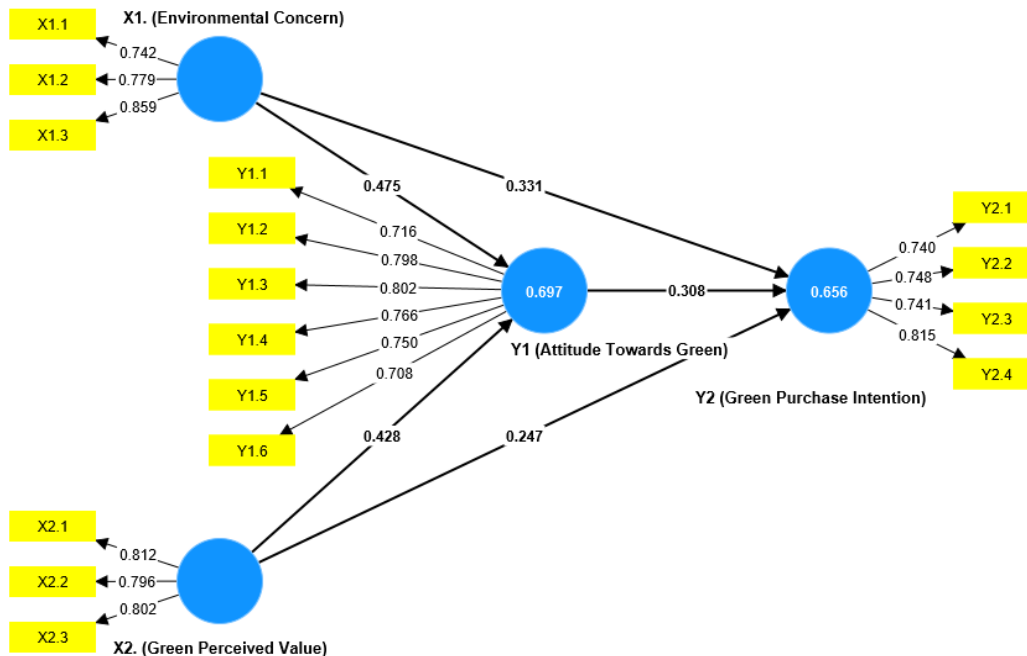 X1. (Environmental Concern)
X1.1
X1.2
X1.3
0.742
0.779
0.859
0.475
0.331
Y1.1
Y1.2
Y1.3
Y1.4
Y1.5
Y1.6
0.716
0.798
0.802
0.766
0.750
0.708
0.697
0.308
0.656
Y1 (Attitude Towards Green)
Y2.1
Y2.2
Y2.3
Y2.4
0.740
0.748
0.741
0.815
Y2 (Green Purchase Intention)
0.428
0.247
X2.1
X2.2
X2.3
0.812
0.796
0.802
X2. (Green Perceived Value)